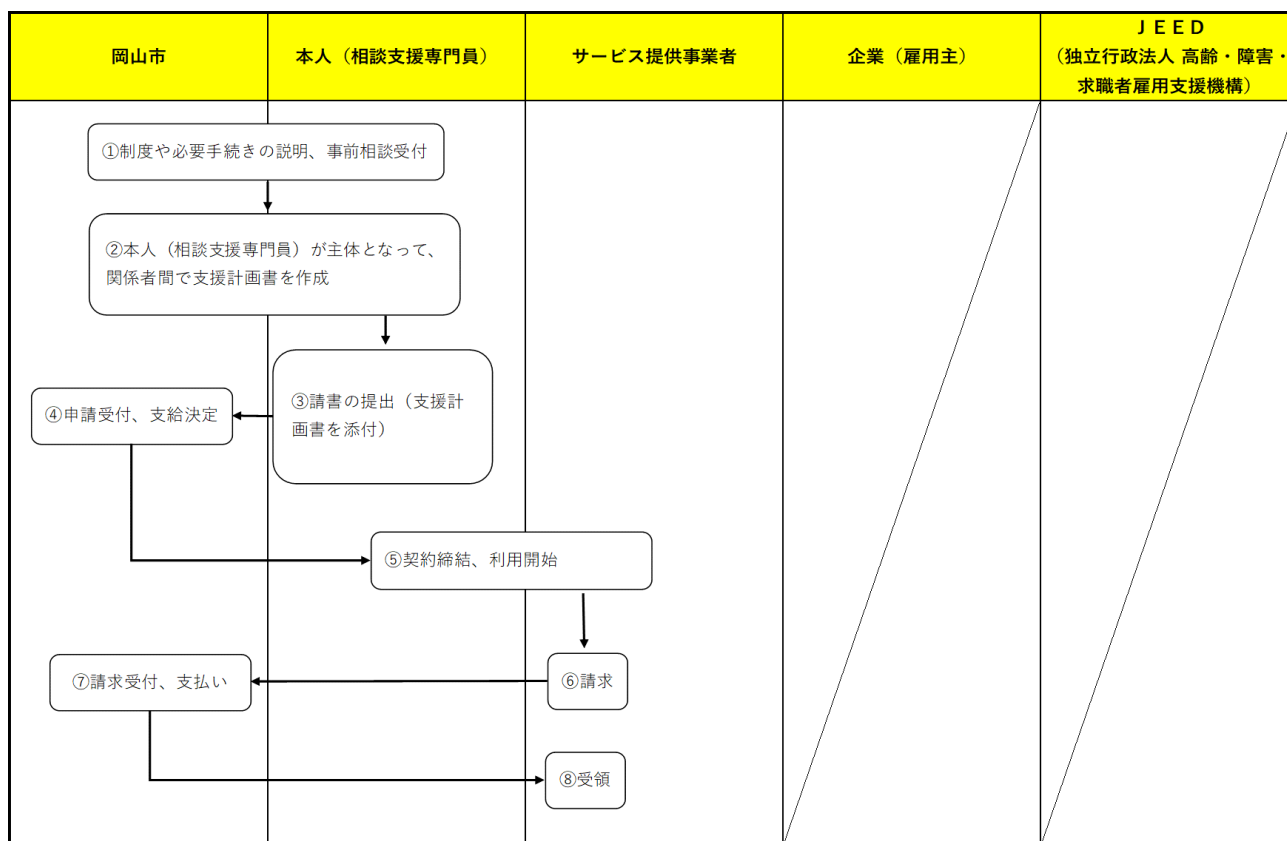 岡山市
本人（相談支援専門員）
サービス提供事業者
企業（雇用主）
ＪＥＥＤ
（独立行政法人 高齢・障害・
求職者雇用支援機構）
①制度や必要手続きの説明、事前相談受付
②本人（相談支援専門員）が主体となって、
関係者間で支援計画書を作成
③請書の提出（支援計
画書を添付）
④申請受付、支給決定
⑤契約締結、利用開始
⑥請求
⑦請求受付、支払い
⑧受領